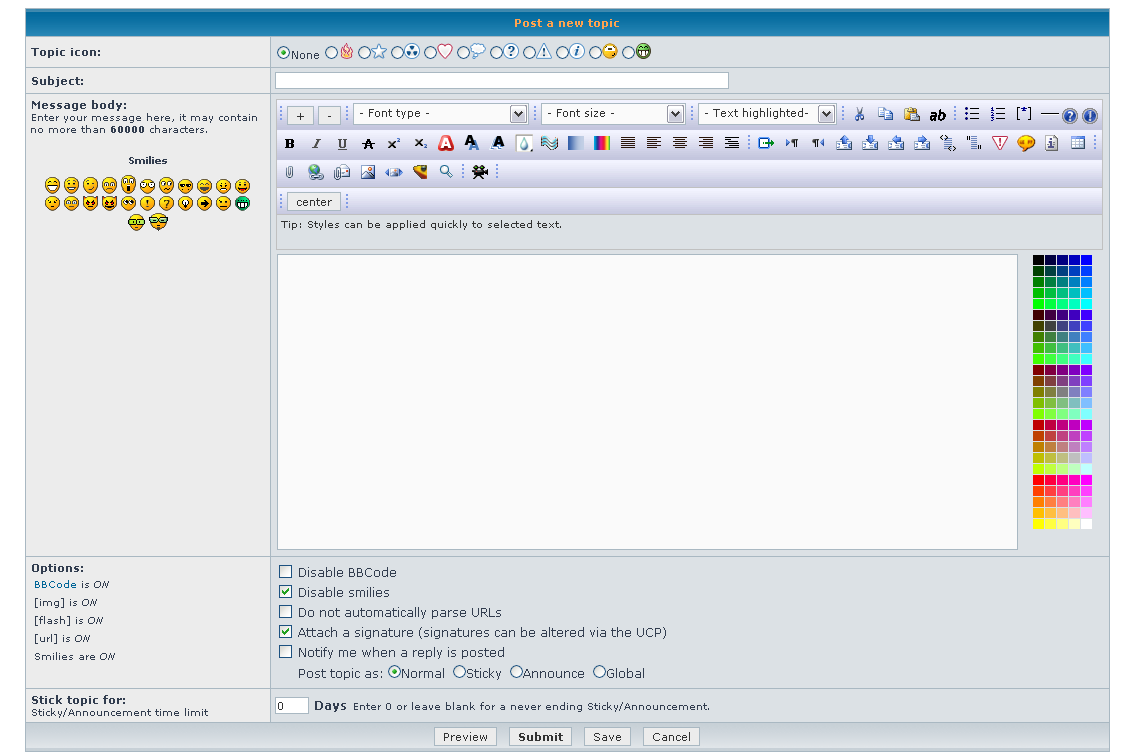 Post a new topic
Topic icon:
None
Subject:
Message body:
Enter your message here, it may contain
no more than 60000 characters.
Smilies
+ - - Font type - - Font size - - Text highlighted-
center
Tip: Styles can be applied quickly to selected text.
Options:
BBCode is ON
[img] is ON
[flash] is ON
[url] is ON
Smilies are ON
Disable BBCode
Disable smilies
Do not automatically parse URLs
Attach a signature (signatures can be altered via the UCP)
Notify me when a reply is posted
Post topic as: Normal Sticky Announce Global
Stick topic for:
Sticky/Announcement time limit
0 Days Enter 0 or leave blank for a never ending Sticky/Announcement.
Preview Submit Save Cancel